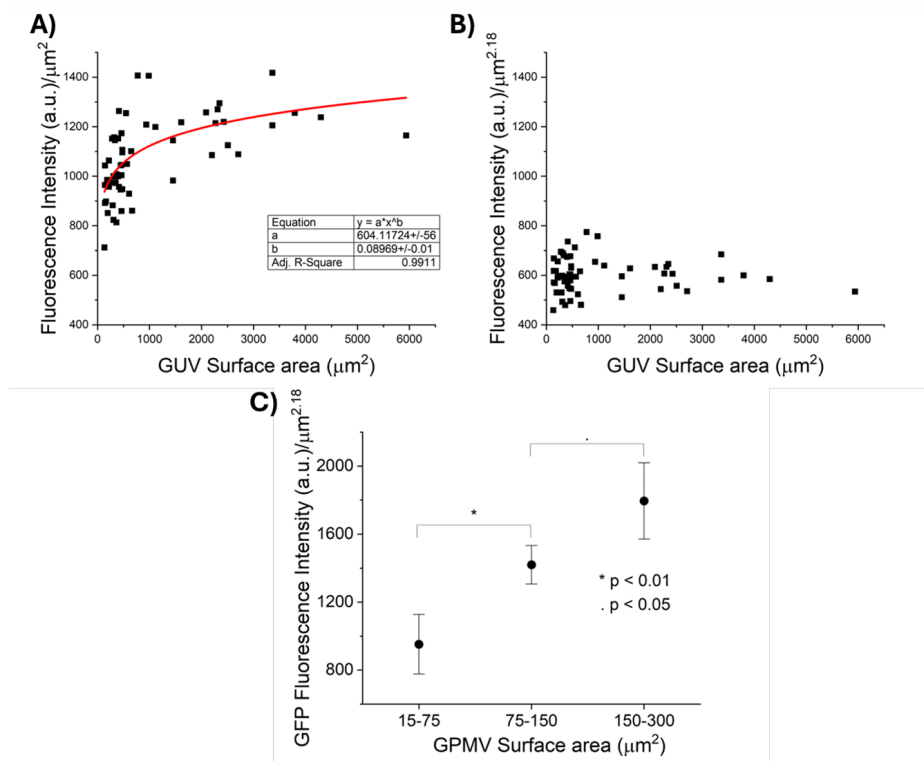 A)
Fluorescence Intensity (a.u.)/μm²
1400
1200
1000
800
600
400
0 1000 2000 3000 4000 5000 6000
GUV Surface area (μm²)
Equation y = a*x^b
a 604.11724+/-56
b 0.08969+/-0.01
Adj. R-Square 0.9911
B)
Fluorescence Intensity (a.u.)/μm²·¹⁸
1400
1200
1000
800
600
400
0 1000 2000 3000 4000 5000 6000
GUV Surface area (μm²)
C)
GFP Fluorescence Intensity (a.u.)/μm²·¹⁸
2000
1600
1200
800
*
.
* p < 0.01
. p < 0.05
15-75 75-150 150-300
GPMV Surface area (μm²)